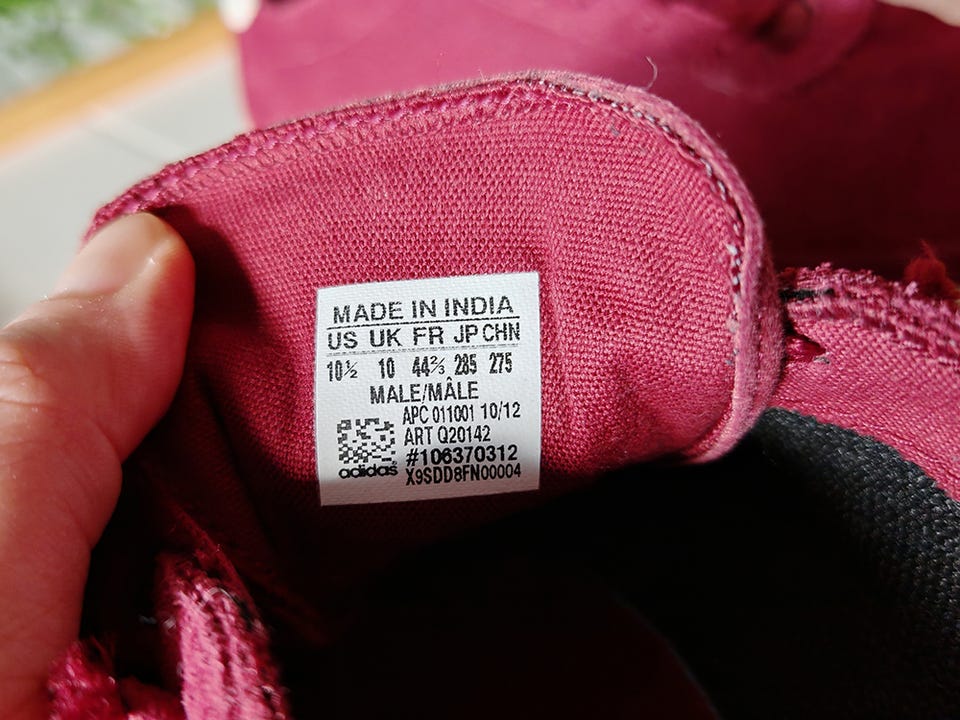 MADE IN INDIA
US UK FR JP CHN
10½ 10 44⅔ 285 275
MALE/MÂLE
APC 011001 10/12
ART Q20142
#106370312
adidas X9SDD8FN00004